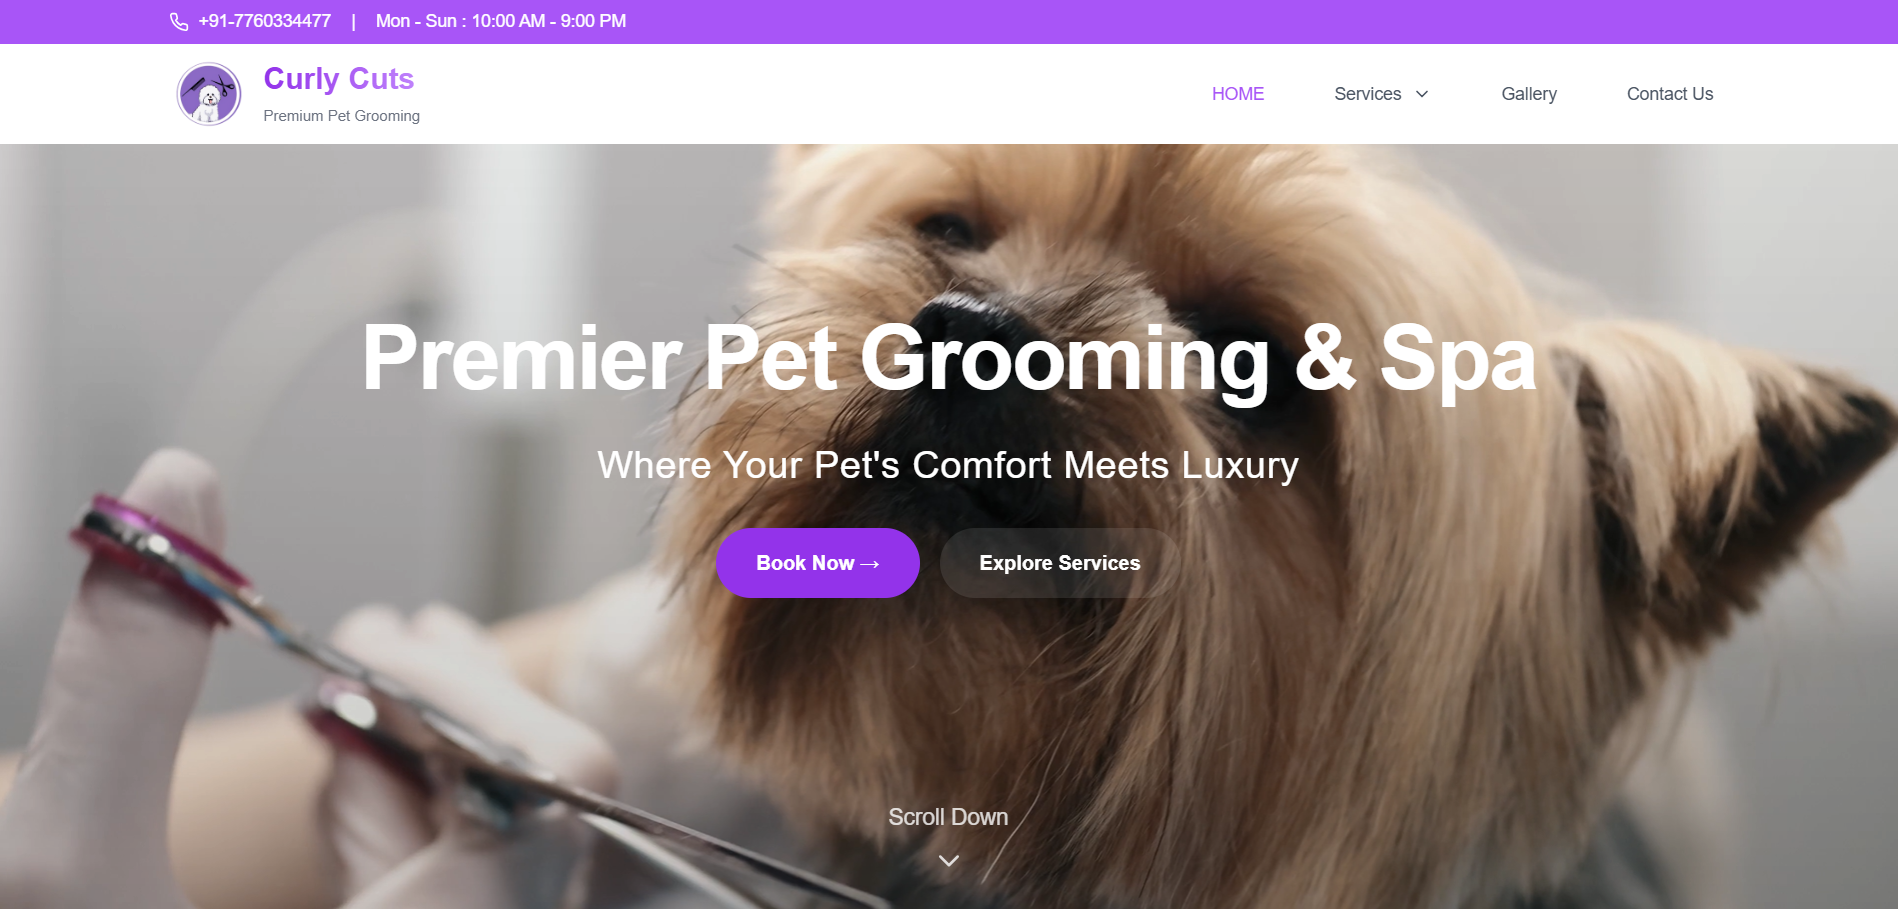 +91-7760334477 | Mon - Sun : 10:00 AM - 9:00 PM
Curly Cuts
Premium Pet Grooming
HOME Services Gallery Contact Us
Premier Pet Grooming & Spa
Where Your Pet's Comfort Meets Luxury
Book Now → Explore Services
Scroll Down